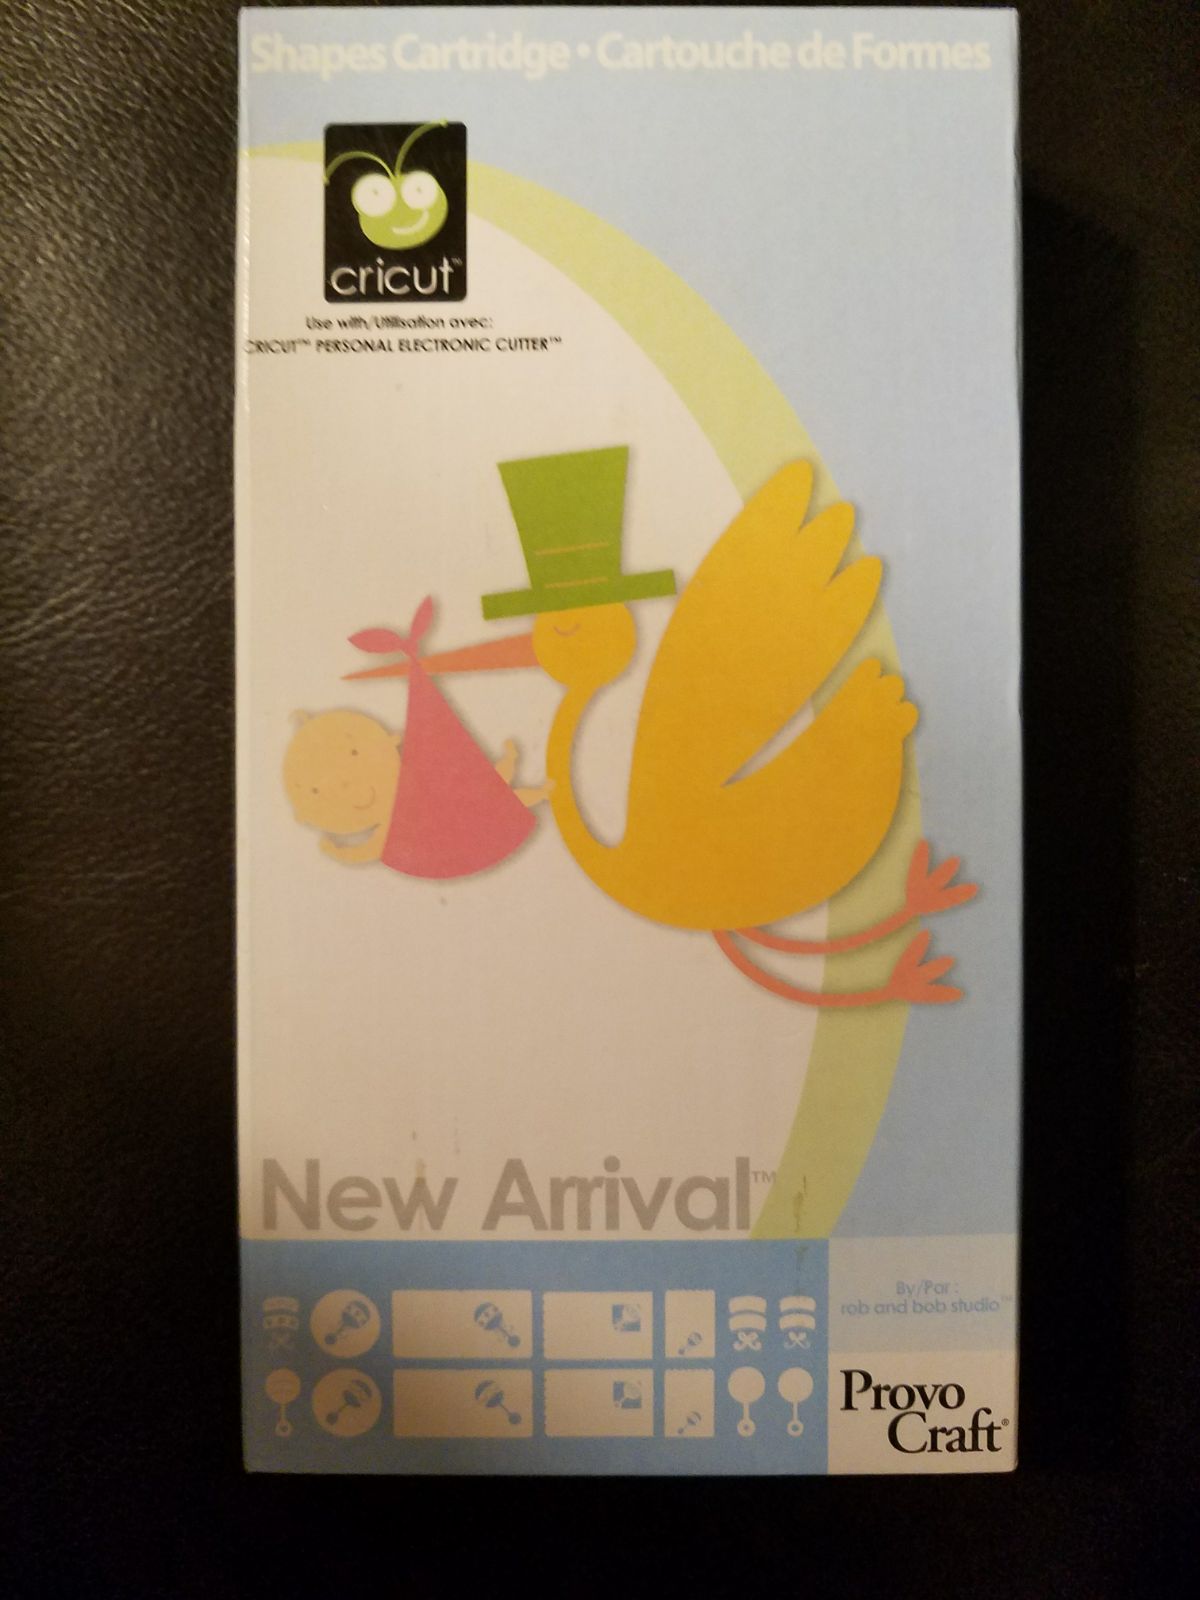 Shapes Cartridge • Cartouche de Formes
cricut™
Use with/Utilisation avec:
CRICUT™ PERSONAL ELECTRONIC CUTTER™
New Arrival™
By/Par :
rob and bob studio™
Provo
Craft®